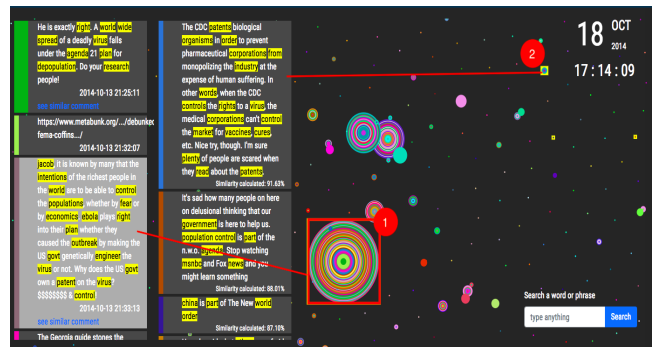 He is exactly right. A world wide
spread of a deadly virus falls
under the agenda 21 plan for
depopulation. Do your research
people!
2014-10-13 21:25:11
see similar comment
https://www.metabunk.org/.../debunked
fema-coffins.../
2014-10-13 21:32:07
jacob it is known by many that the
intentions of the richest people in
the world are to be able to control
the populations whether by fear or
by economics ebola plays right
into their plan whether they
caused the outbreak by making the
US govt genetically engineer the
virus or not. Why does the US govt
own a patent on the virus?
$$$$$$$$ & control
2014-10-14 21:33:13
see similar comment
The Georgia guide stones the
The CDC patents biological
organisms in order to prevent
pharmaceutical corporations from
monopolizing the industry at the
expense of human suffering. In
other words, when the CDC
controls the rights to a virus the
medical corporations can't control
the market for vaccines cures
etc. Nice try, though. I'm sure
plenty of people are scared when
they read about the patents.
Similarity calculated: 91.63%
It's sad how many people on here
on delusional thinking that our
government is here to help us.
population control is part of the
n.w.o. agenda. Stop watching
msnbc and Fox news and you
might learn something
Similarity calculated: 88.01%
china is part of The New world
order
Similarity calculated: 87.10%
1
2
18 OCT
2014
17:14:09
Search a word or phrase
type anything
Search